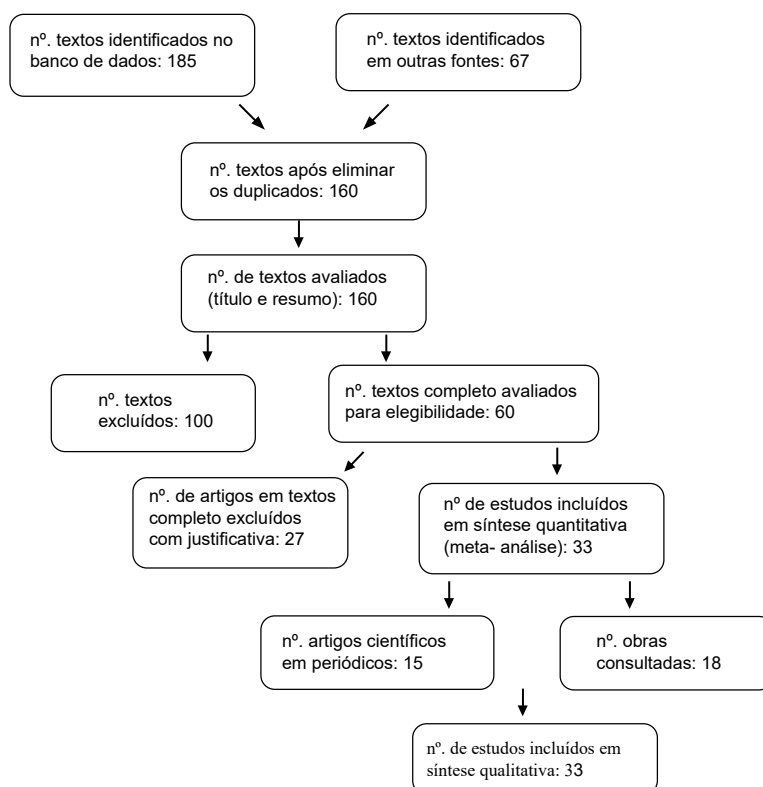 nº. textos identificados no
banco de dados: 185
nº. textos identificados
em outras fontes: 67
nº. textos após eliminar
os duplicados: 160
nº. de textos avaliados
(título e resumo): 160
nº. textos
excluídos: 100
nº. textos completo avaliados
para elegibilidade: 60
nº. de artigos em textos
completo excluídos
com justificativa: 27
nº de estudos incluídos
em síntese quantitativa
(meta- análise): 33
nº. artigos científicos
em periódicos: 15
nº. obras
consultadas: 18
nº. de estudos incluídos em
síntese qualitativa: 33